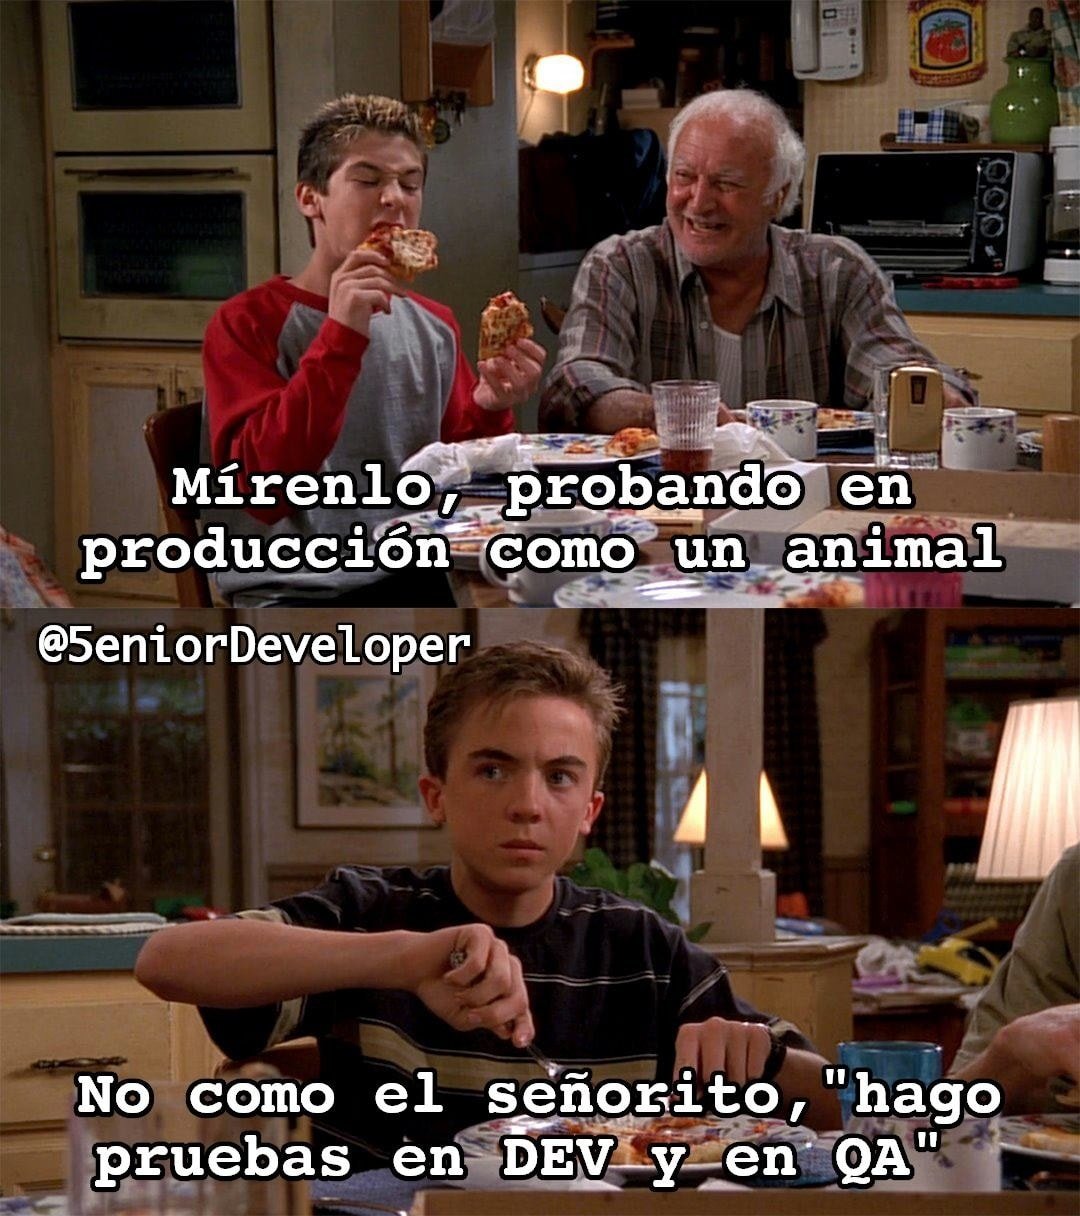 Mírenlo, probando en
producción como un animal
@5eniorDeveloper
No como el señorito, "hago
pruebas en DEV y en QA"